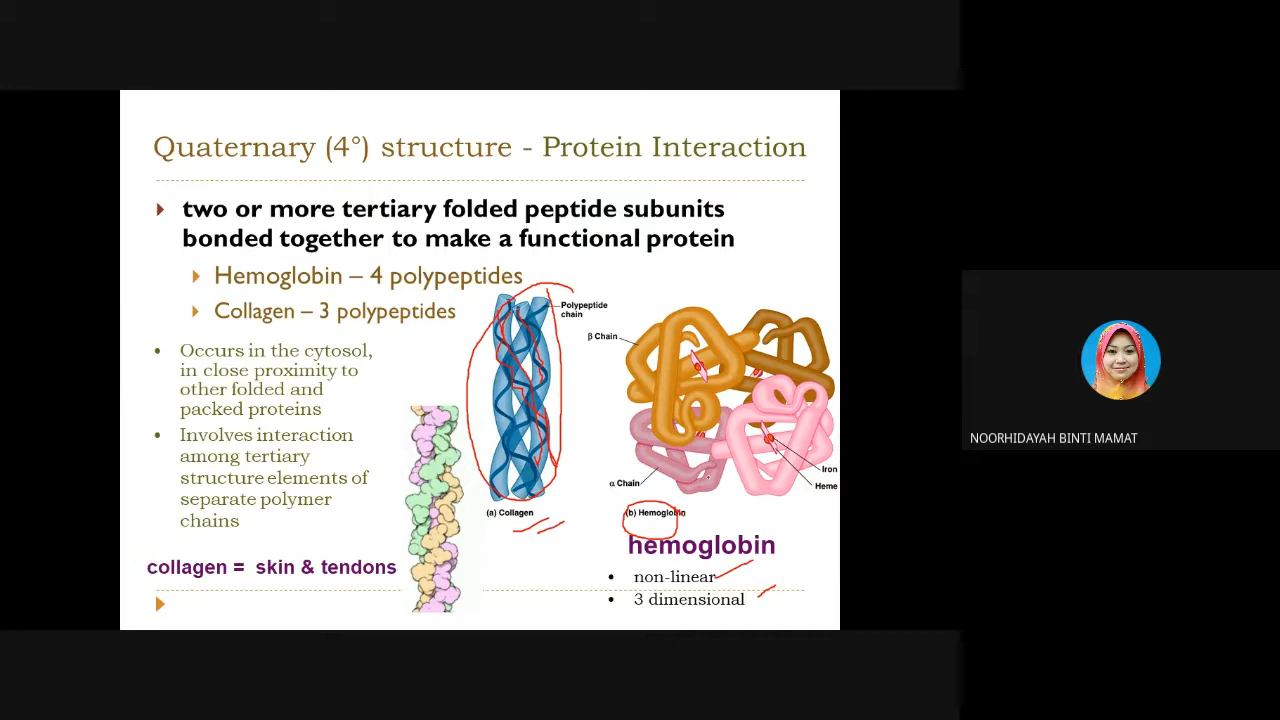 Quaternary (4°) structure - Protein Interaction
two or more tertiary folded peptide subunits
bonded together to make a functional protein
Hemoglobin – 4 polypeptides
Collagen – 3 polypeptides
• Occurs in the cytosol,
in close proximity to
other folded and
packed proteins
• Involves interaction
among tertiary
structure elements of
separate polymer
chains
collagen = skin & tendons
Polypeptide
chain
(a) Collagen
β Chain
α Chain
Iron
Heme
(b) Hemoglobin
hemoglobin
• non-linear
• 3 dimensional
NOORHIDAYAH BINTI MAMAT